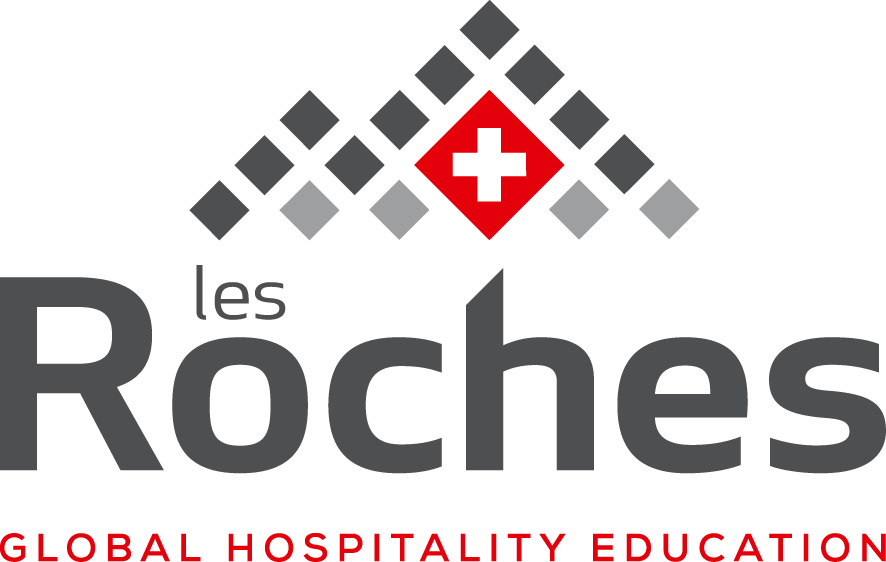 les
Roches
GLOBAL HOSPITALITY EDUCATION